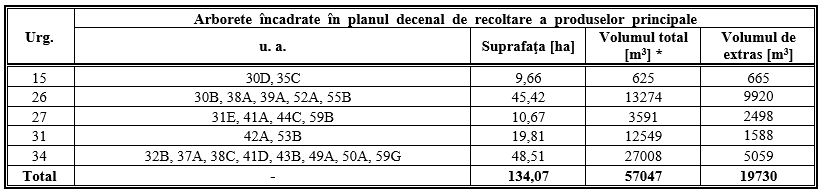 Urg. Arborete încadrate în planul decenal de recoltare a produselor principale
u. a. Suprafaţa [ha] Volumul total [m³] * Volumul de extras [m³]
15 30D, 35C 9,66 625 665
26 30B, 38A, 39A, 52A, 55B 45,42 13274 9920
27 31E, 41A, 44C, 59B 10,67 3591 2498
31 42A, 53B 19,81 12549 1588
34 32B, 37A, 38C, 41D, 43B, 49A, 50A, 59G 48,51 27008 5059
Total - 134,07 57047 19730